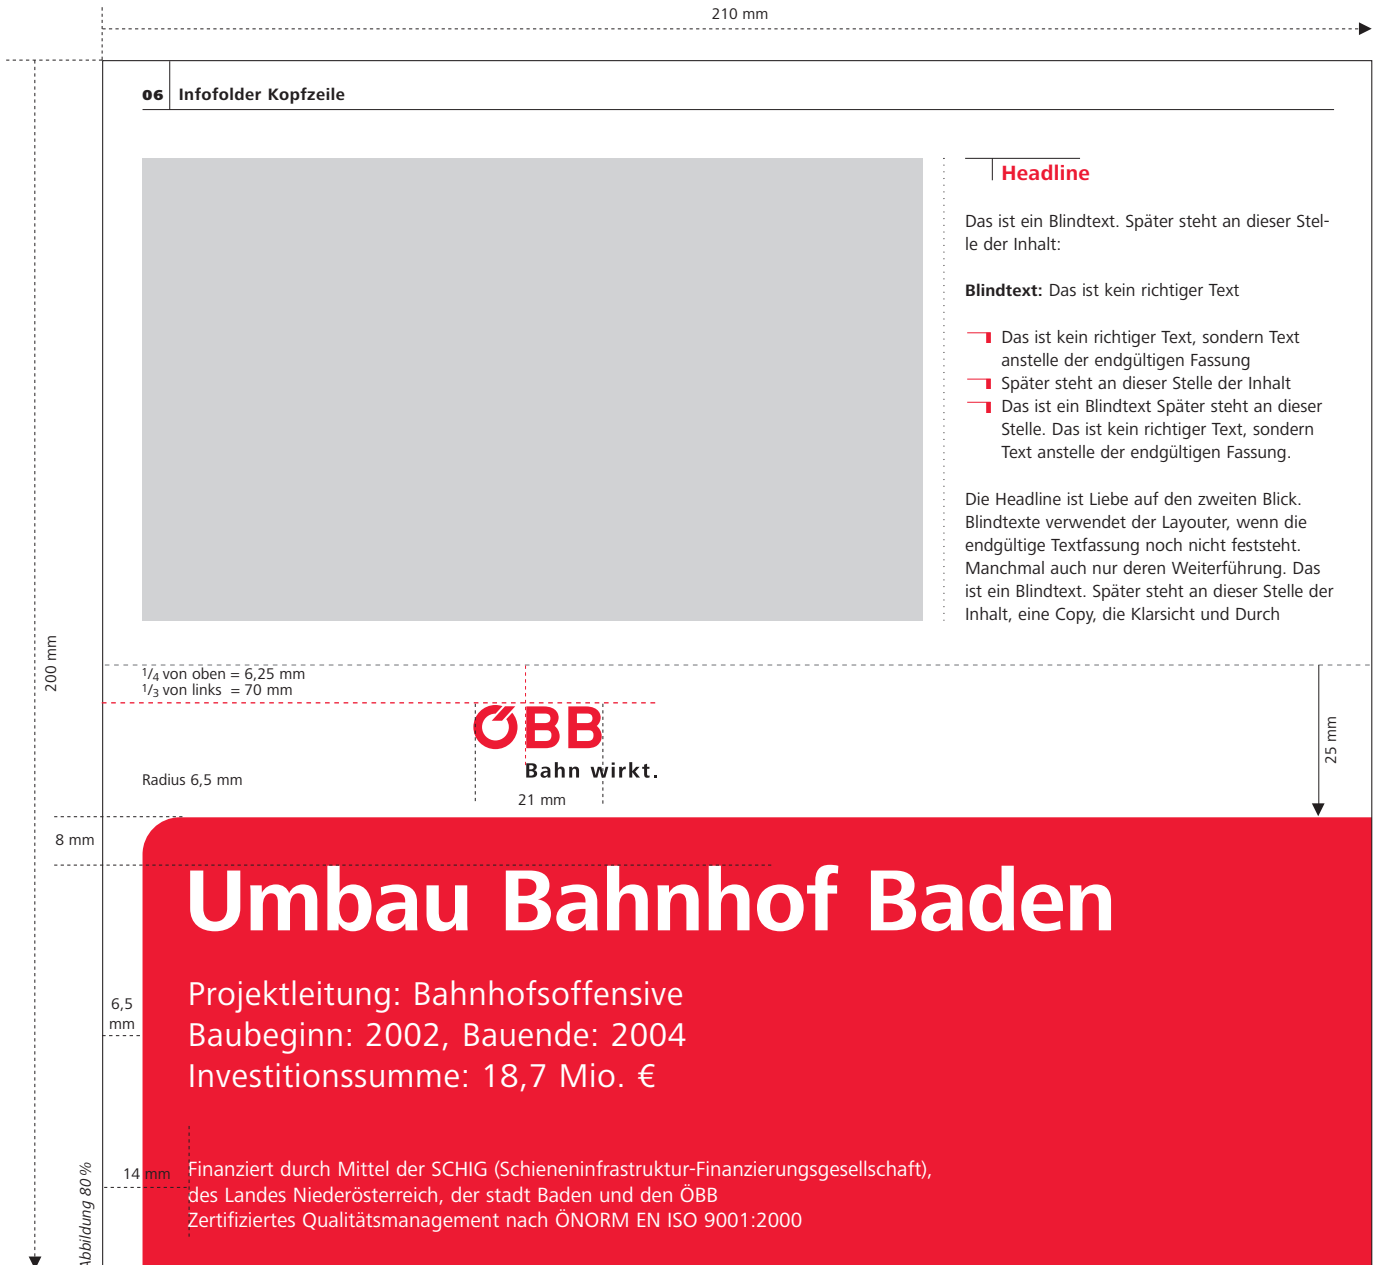 210 mm
06 Infofolder Kopfzeile
Headline
Das ist ein Blindtext. Später steht an dieser Stel-
le der Inhalt:
Blindtext: Das ist kein richtiger Text
Das ist kein richtiger Text, sondern Text
anstelle der endgültigen Fassung
Später steht an dieser Stelle der Inhalt
Das ist ein Blindtext Später steht an dieser
Stelle. Das ist kein richtiger Text, sondern
Text anstelle der endgültigen Fassung.
Die Headline ist Liebe auf den zweiten Blick.
Blindtexte verwendet der Layouter, wenn die
endgültige Textfassung noch nicht feststeht.
Manchmal auch nur deren Weiterführung. Das
ist ein Blindtext. Später steht an dieser Stelle der
Inhalt, eine Copy, die Klarsicht und Durch
200 mm
1/4 von oben = 6,25 mm
1/3 von links = 70 mm
ÖBB
Bahn wirkt.
25 mm
Radius 6,5 mm
21 mm
8 mm
Umbau Bahnhof Baden
Projektleitung: Bahnhofsoffensive
Baubeginn: 2002, Bauende: 2004
Investitionssumme: 18,7 Mio. €
6,5
mm
14 mm
Finanziert durch Mittel der SCHIG (Schieneninfrastruktur-Finanzierungsgesellschaft),
des Landes Niederösterreich, der stadt Baden und den ÖBB
Zertifiziertes Qualitätsmanagement nach ÖNORM EN ISO 9001:2000
Abbildung 80 %